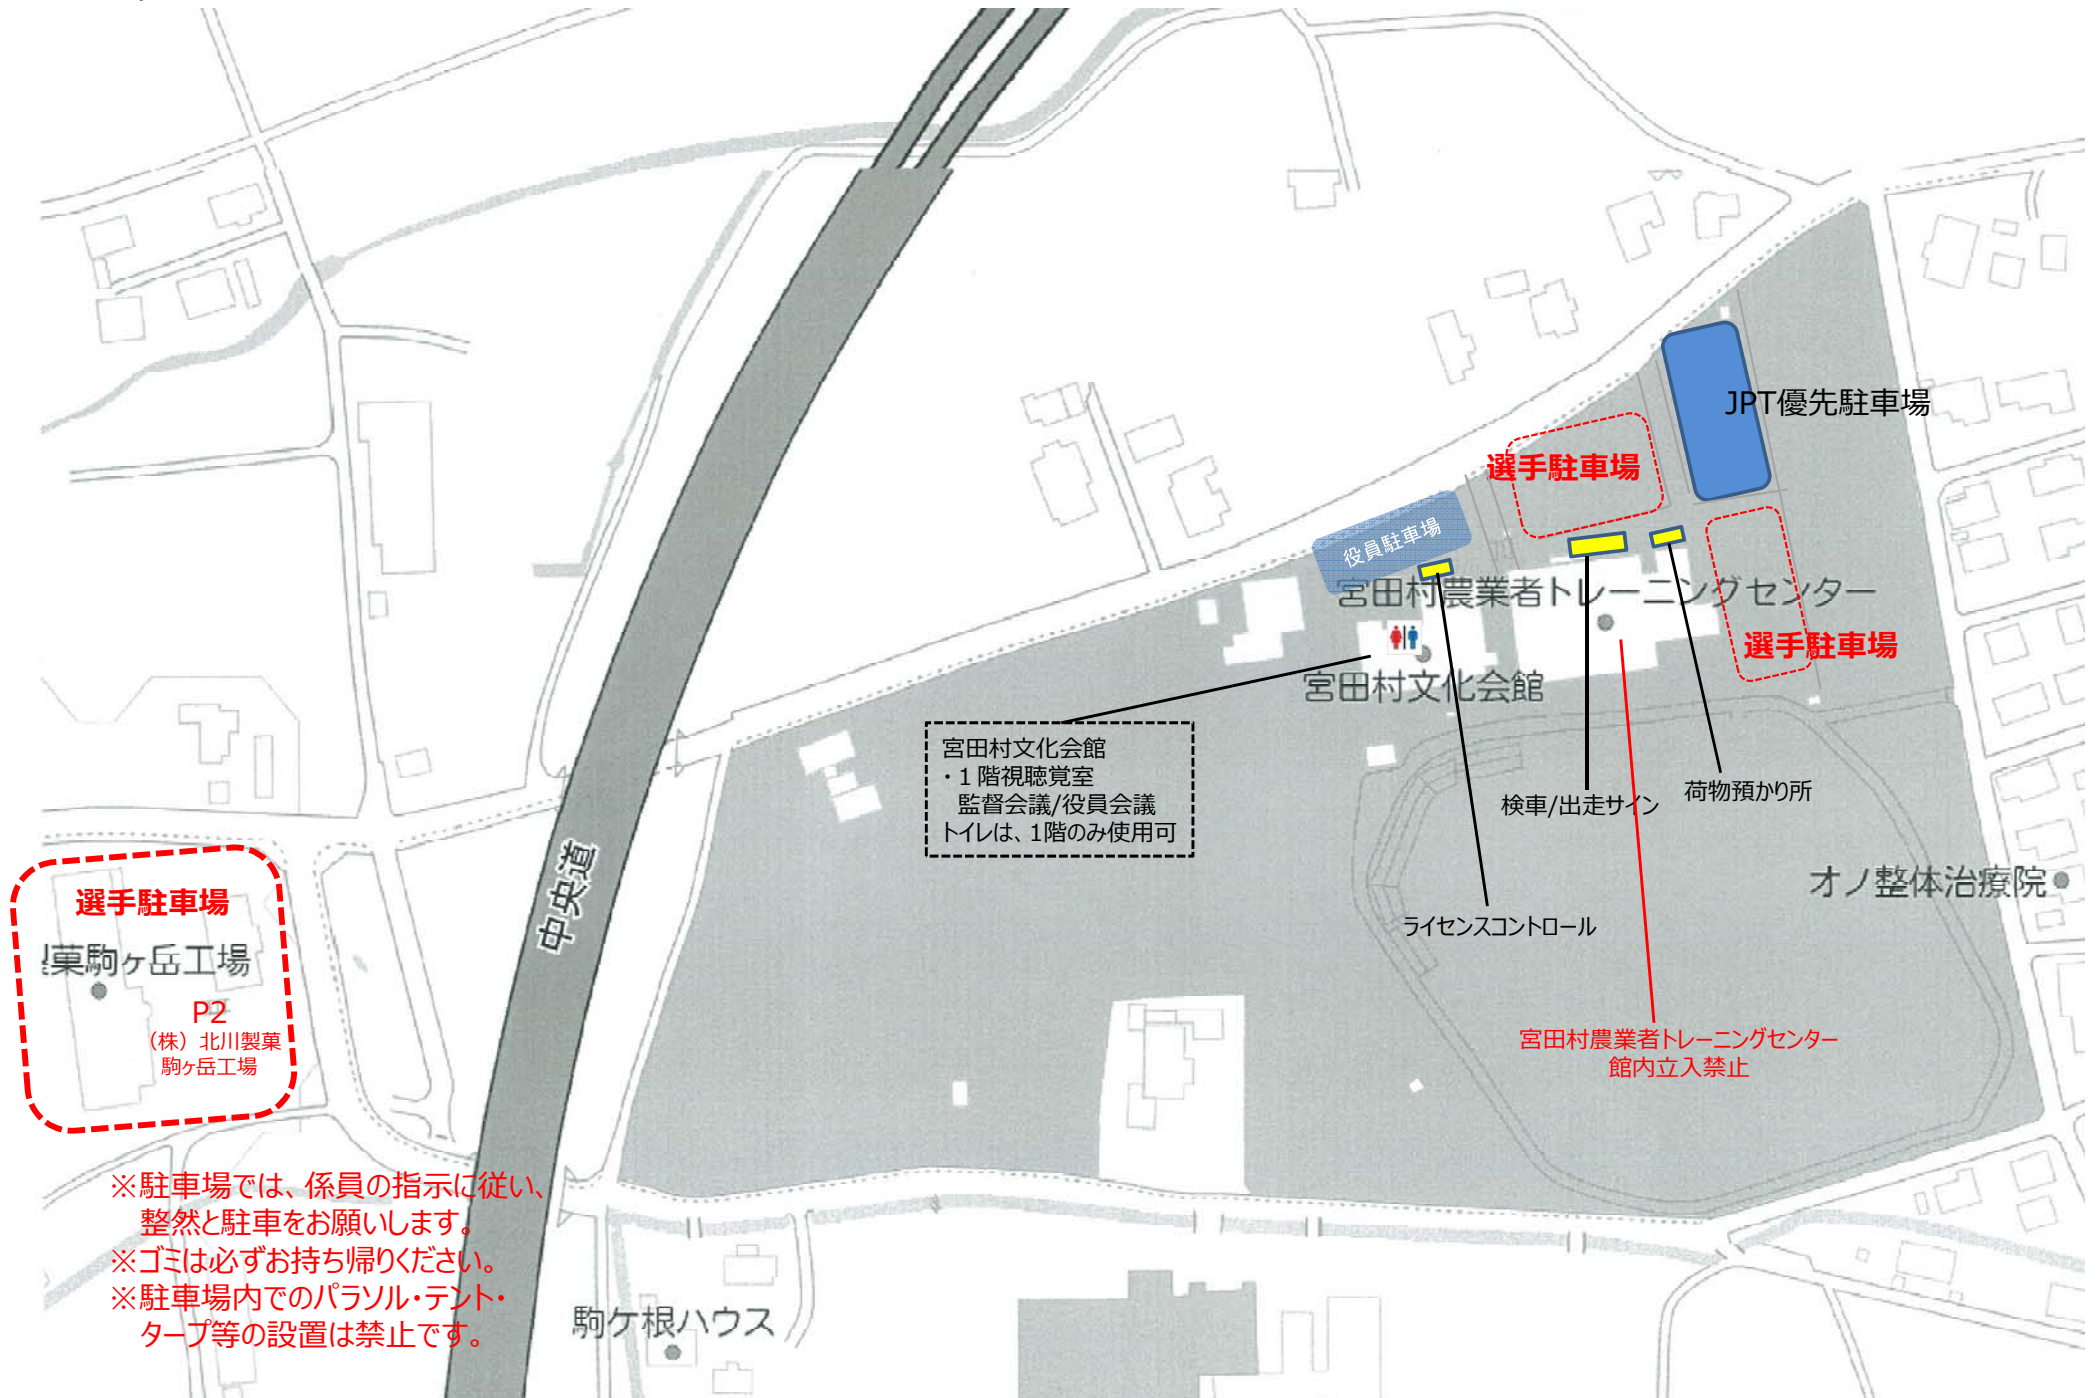 JPT優先駐車場
選手駐車場
役員駐車場
宮田村農業者トレーニングセンター
選手駐車場
宮田村文化会館
宮田村文化会館
・1階視聴覚室
監督会議/役員会議
トイレは、1階のみ使用可
検車/出走サイン
荷物預かり所
ライセンスコントロール
オノ整体治療院
中央道
選手駐車場
菓駒ヶ岳工場
P2
（株）北川製菓
駒ヶ岳工場
宮田村農業者トレーニングセンター
館内立入禁止
※駐車場では、係員の指示に従い、
整然と駐車をお願いします。
※ゴミは必ずお持ち帰りください。
※駐車場内でのパラソル・テント・
タープ等の設置は禁止です。
駒ケ根ハウス